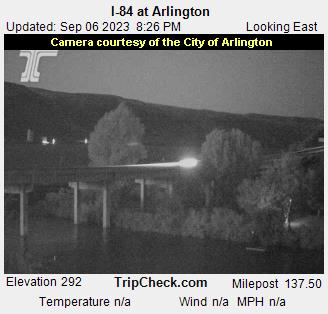 I-84 at Arlington
Updated: Sep 06 2023 8:26 PM Looking East
Camera courtesy of the City of Arlington
Elevation 292 TripCheck.com Milepost 137.50
Temperature n/a Wind n/a MPH n/a